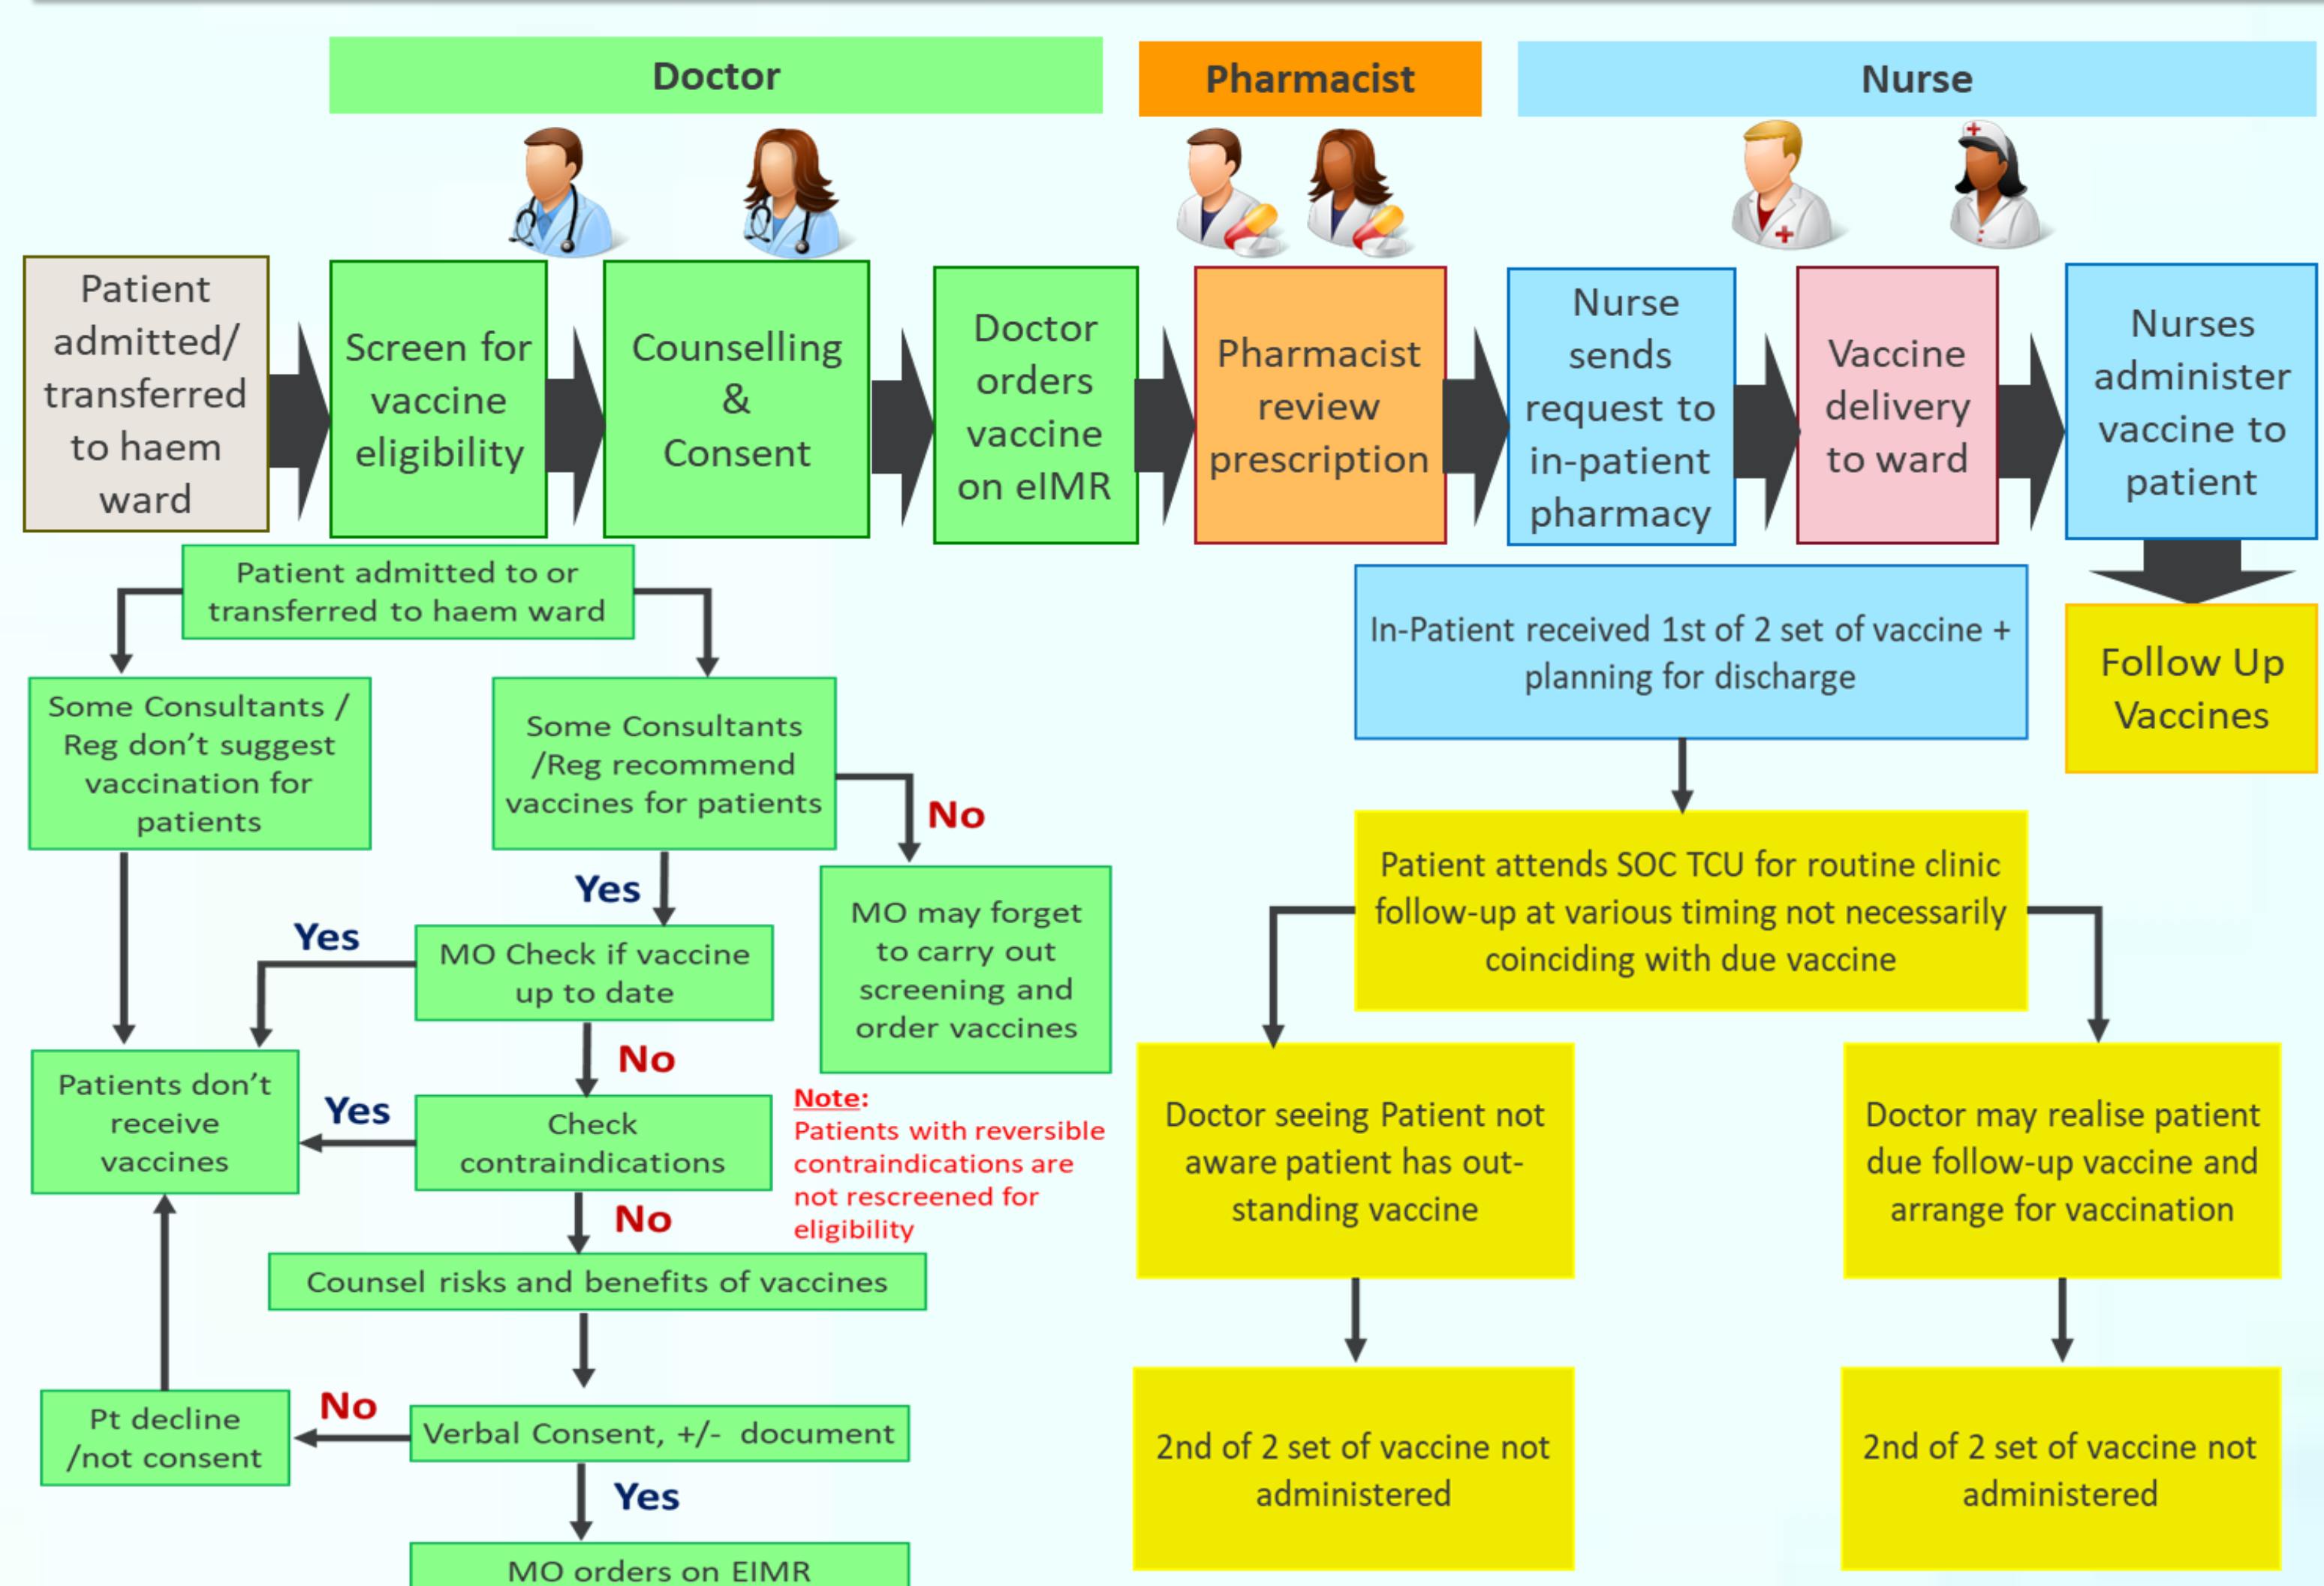 Doctor
Pharmacist
Nurse
Patient
admitted/
transferred
to haem
ward
Screen for
vaccine
eligibility
Counselling
&
Consent
Doctor
orders
vaccine
on eIMR
Pharmacist
review
prescription
Nurse
sends
request to
in-patient
pharmacy
Vaccine
delivery
to ward
Nurses
administer
vaccine to
patient
Follow Up
Vaccines
Patient admitted to or
transferred to haem ward
Some Consultants /
Reg don't suggest
vaccination for
patients
Some Consultants
/Reg recommend
vaccines for patients
No
MO may forget
to carry out
screening and
order vaccines
Yes
MO Check if vaccine
up to date
Yes
Patients don't
receive
vaccines
No
Check
contraindications
Yes
Note:
Patients with reversible
contraindications are
not rescreened for
eligibility
No
Counsel risks and benefits of vaccines
Verbal Consent, +/- document
No
Pt decline
/not consent
Yes
MO orders on EIMR
In-Patient received 1st of 2 set of vaccine +
planning for discharge
Patient attends SOC TCU for routine clinic
follow-up at various timing not necessarily
coinciding with due vaccine
Doctor seeing Patient not
aware patient has out-
standing vaccine
2nd of 2 set of vaccine not
administered
Doctor may realise patient
due follow-up vaccine and
arrange for vaccination
2nd of 2 set of vaccine not
administered